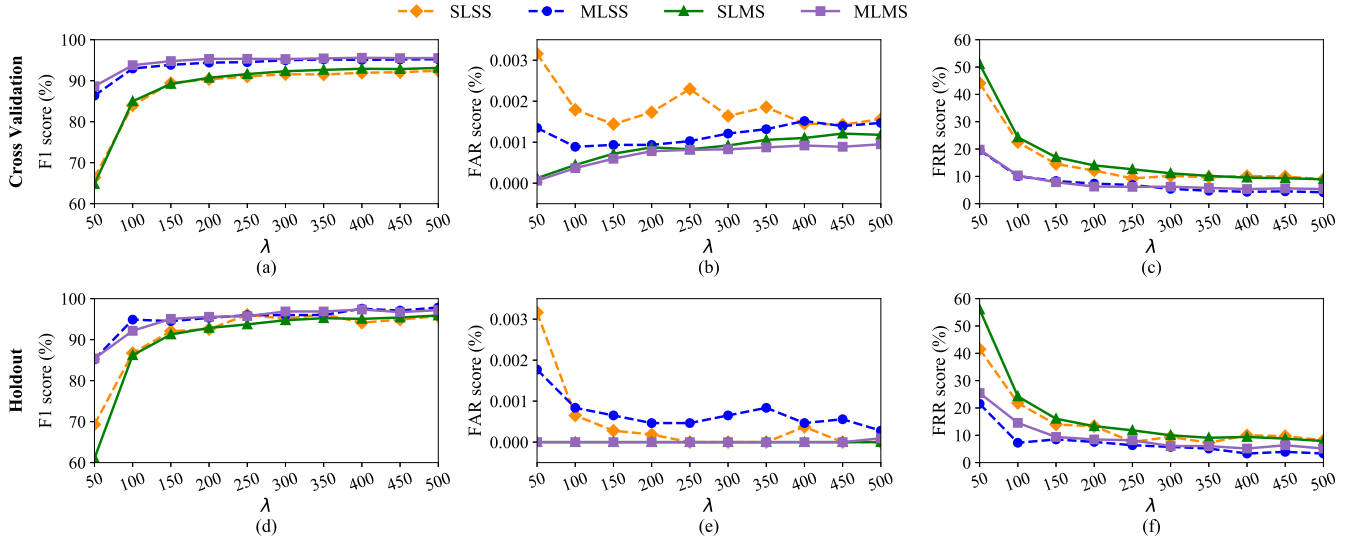 SLSS MLSS SLMS MLMS
Cross Validation
F1 score (%)
100
90
80
70
60
50 100 150 200 250 300 350 400 450 500
λ
(a)
FAR score (%)
0.003
0.002
0.001
0.000
50 100 150 200 250 300 350 400 450 500
λ
(b)
FRR score (%)
60
50
40
30
20
10
0
50 100 150 200 250 300 350 400 450 500
λ
(c)
Holdout
F1 score (%)
100
90
80
70
60
50 100 150 200 250 300 350 400 450 500
λ
(d)
FAR score (%)
0.003
0.002
0.001
0.000
50 100 150 200 250 300 350 400 450 500
λ
(e)
FRR score (%)
60
50
40
30
20
10
0
50 100 150 200 250 300 350 400 450 500
λ
(f)